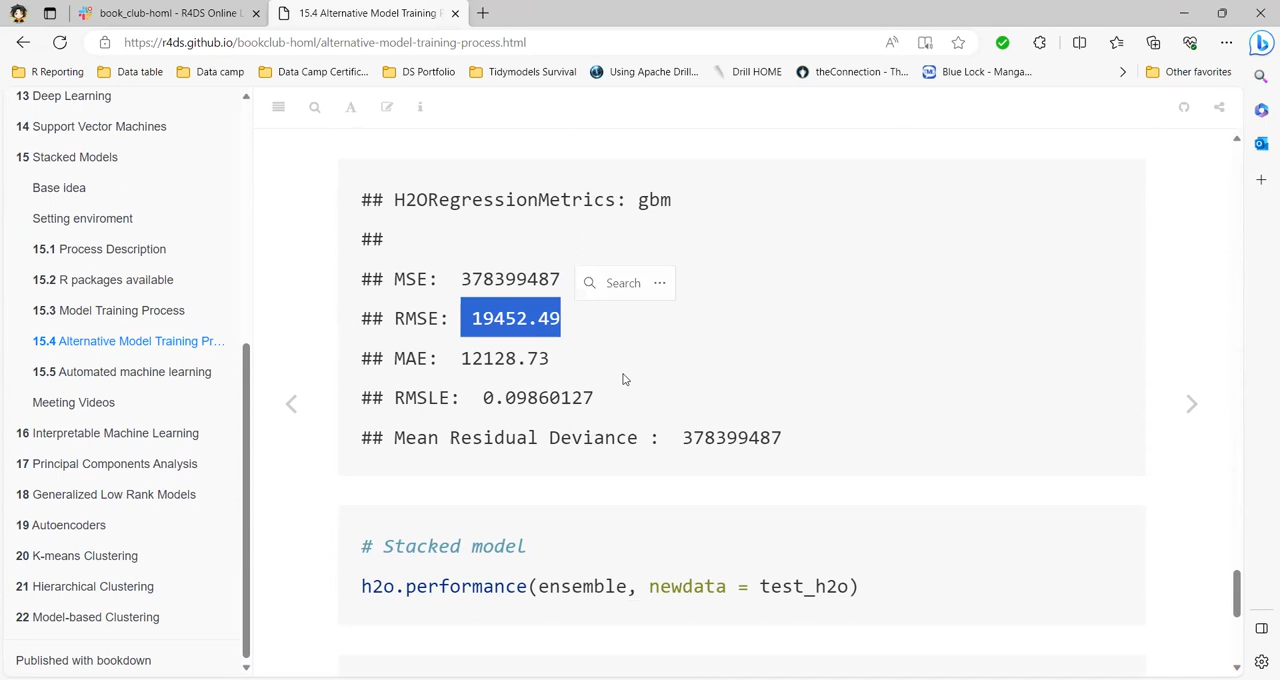 book_club-homl - R4DS Online L
15.4 Alternative Model Training P
https://r4ds.github.io/bookclub-homl/alternative-model-training-process.html
R Reporting
Data table
Data camp
Data Camp Certific...
DS Portfolio
Tidymodels Survival
Using Apache Drill...
Drill HOME
theConnection - Th...
Blue Lock - Manga...
Other favorites
13 Deep Learning
14 Support Vector Machines
15 Stacked Models
Base idea
Setting enviroment
15.1 Process Description
15.2 R packages available
15.3 Model Training Process
15.4 Alternative Model Training Pr...
15.5 Automated machine learning
Meeting Videos
16 Interpretable Machine Learning
17 Principal Components Analysis
18 Generalized Low Rank Models
19 Autoencoders
20 K-means Clustering
21 Hierarchical Clustering
22 Model-based Clustering
Published with bookdown
## H2ORegressionMetrics: gbm
##
## MSE: 378399487
Search ...
## RMSE: 19452.49
## MAE: 12128.73
## RMSLE: 0.09860127
## Mean Residual Deviance : 378399487
# Stacked model
h2o.performance(ensemble, newdata = test_h2o)